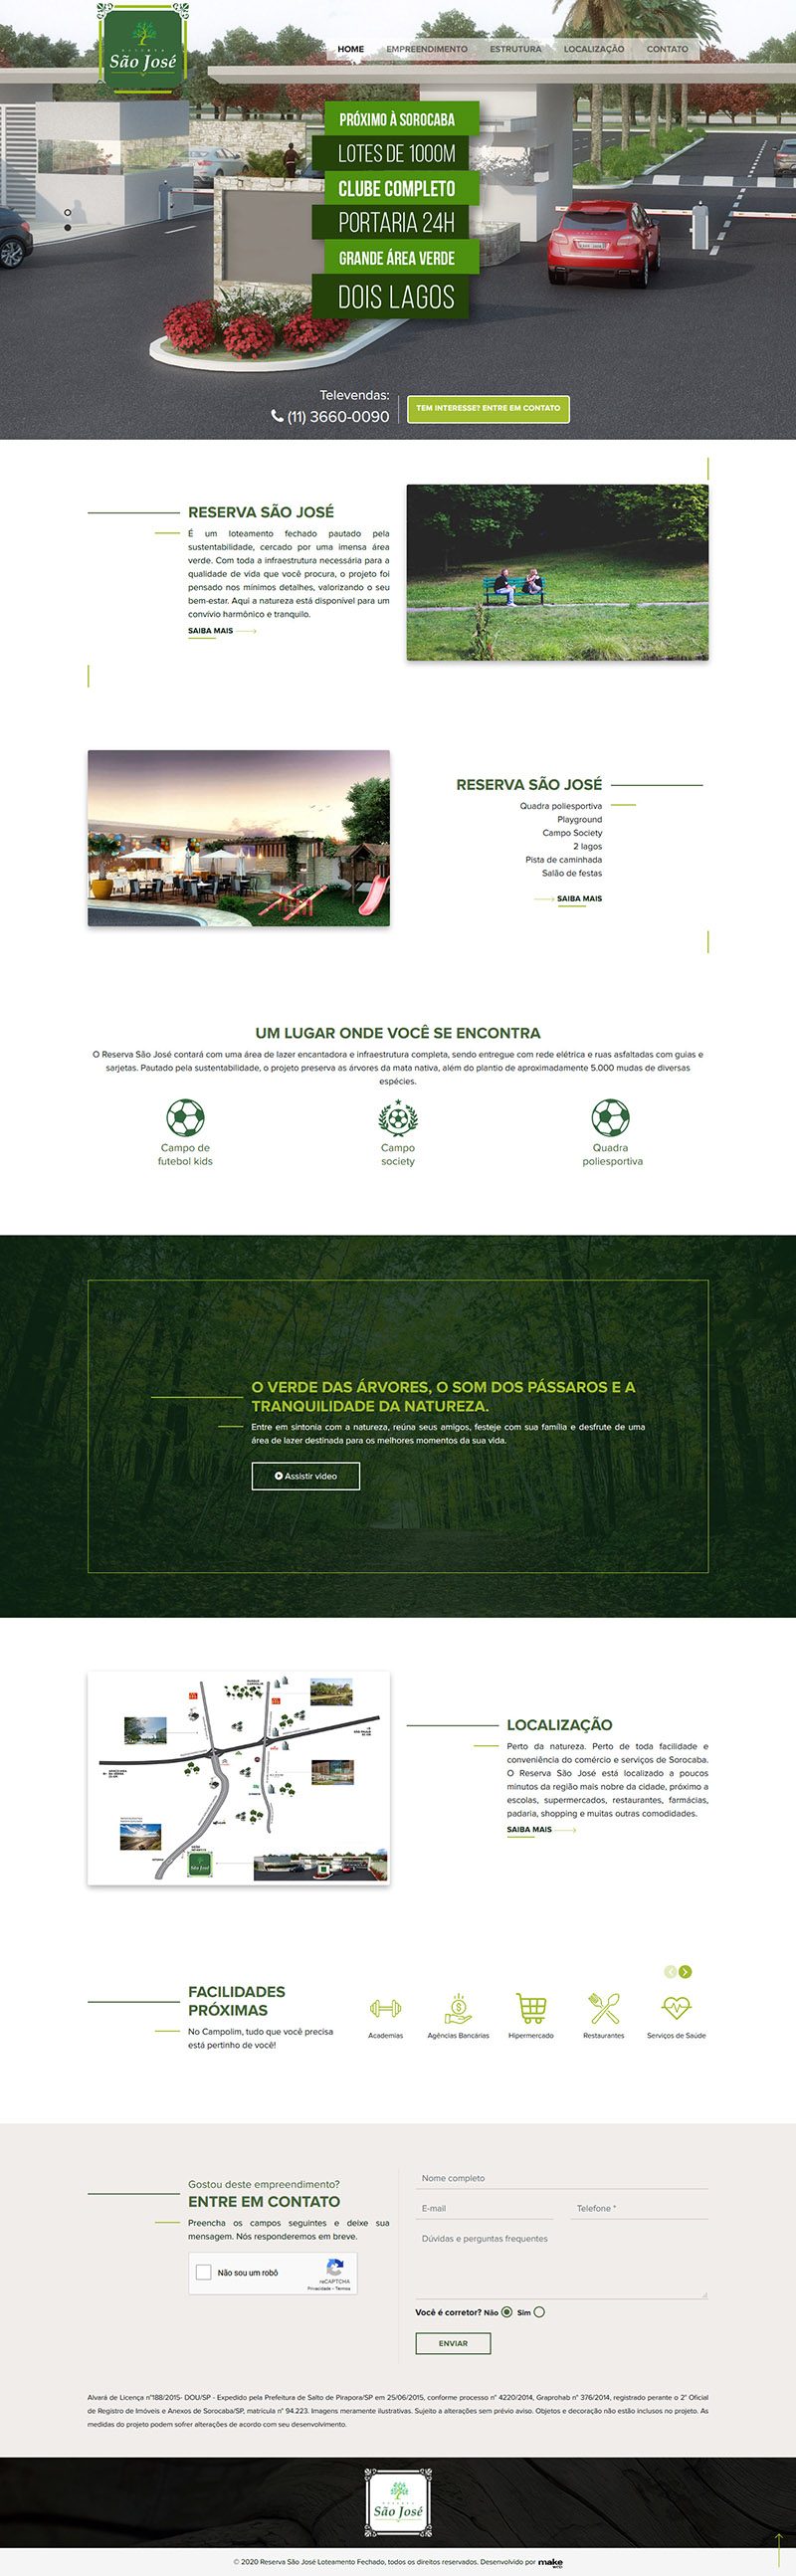 RESERVA
São José
HOME EMPREENDIMENTO ESTRUTURA LOCALIZAÇÃO CONTATO
PRÓXIMO À SOROCABA
LOTES DE 1000M
CLUBE COMPLETO
PORTARIA 24H
GRANDE ÁREA VERDE
DOIS LAGOS
Televendas:
(11) 3660-0090
TEM INTERESSE? ENTRE EM CONTATO
RESERVA SÃO JOSÉ
É um loteamento fechado pautado pela
sustentabilidade, cercado por uma imensa área
verde. Com toda a infraestrutura necessária para a
qualidade de vida que você procura, o projeto foi
pensado nos mínimos detalhes, valorizando o seu
bem-estar. Aqui a natureza está disponível para um
convívio harmônico e tranquilo.
SAIBA MAIS
RESERVA SÃO JOSÉ
Quadra poliesportiva
Playground
Campo Society
2 lagos
Pista de caminhada
Salão de festas
SAIBA MAIS
UM LUGAR ONDE VOCÊ SE ENCONTRA
O Reserva São José contará com uma área de lazer encantadora e infraestrutura completa, sendo entregue com rede elétrica e ruas asfaltadas com guias e
sarjetas. Pautado pela sustentabilidade, o projeto preserva as árvores da mata nativa, além do plantio de aproximadamente 5.000 mudas de diversas
espécies.
Campo de
futebol kids
Campo
society
Quadra
poliesportiva
O VERDE DAS ÁRVORES, O SOM DOS PÁSSAROS E A
TRANQUILIDADE DA NATUREZA.
Entre em sintonia com a natureza, reúna seus amigos, festeje com sua família e desfrute de uma
área de lazer destinada para os melhores momentos da sua vida.
Assistir vídeo
São José
LOCALIZAÇÃO
Perto da natureza. Perto de toda facilidade e
conveniência do comércio e serviços de Sorocaba.
O Reserva São José está localizado a poucos
minutos da região mais nobre da cidade, próximo a
escolas, supermercados, restaurantes, farmácias,
padaria, shopping e muitas outras comodidades.
SAIBA MAIS
FACILIDADES
PRÓXIMAS
No Campolim, tudo que você precisa
está pertinho de você!
Academias
Agências Bancárias
Hipermercado
Restaurantes
Serviços de Saúde
Gostou deste empreendimento?
ENTRE EM CONTATO
Preencha os campos seguintes e deixe sua
mensagem. Nós responderemos em breve.
Não sou um robô
reCAPTCHA
Privacidade - Termos
Nome completo
E-mail
Telefone *
Dúvidas e perguntas frequentes
Você é corretor? Não Sim
ENVIAR
Alvará de Licença n°188/2015- DOU/SP - Expedido pela Prefeitura de Salto de Pirapora/SP em 25/06/2015, conforme processo n° 4220/2014, Graprohab n° 376/2014, registrado perante o 2° Oficial
de Registro de Imóveis e Anexos de Sorocaba/SP, matrícula n° 94.223. Imagens meramente ilustrativas. Sujeito a alterações sem prévio aviso. Objetos e decoração não estão inclusos no projeto. As
medidas do projeto podem sofrer alterações de acordo com seu desenvolvimento.
RESERVA
São José
© 2020 Reserva São José Loteamento Fechado, todos os direitos reservados. Desenvolvido por make